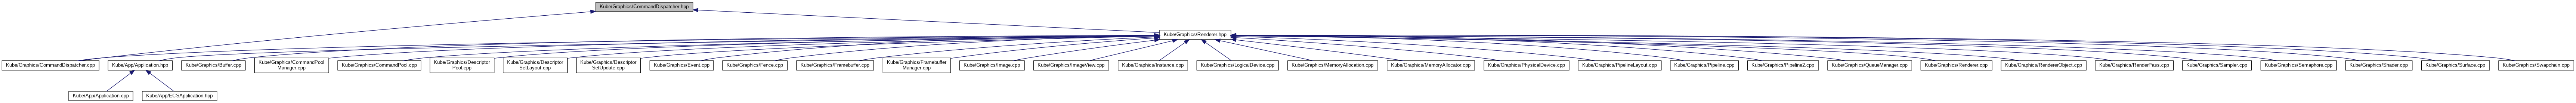 Kube/Graphics/CommandDispatcher.hpp
Kube/Graphics/Renderer.hpp
Kube/Graphics/CommandDispatcher.cpp
Kube/App/Application.hpp
Kube/Graphics/Buffer.cpp
Kube/Graphics/CommandPool
Manager.cpp
Kube/Graphics/CommandPool.cpp
Kube/Graphics/Descriptor
Pool.cpp
Kube/Graphics/Descriptor
SetLayout.cpp
Kube/Graphics/Descriptor
SetUpdate.cpp
Kube/Graphics/Event.cpp
Kube/Graphics/Fence.cpp
Kube/Graphics/Framebuffer.cpp
Kube/Graphics/Framebuffer
Manager.cpp
Kube/Graphics/Image.cpp
Kube/Graphics/ImageView.cpp
Kube/Graphics/Instance.cpp
Kube/Graphics/LogicalDevice.cpp
Kube/Graphics/MemoryAllocation.cpp
Kube/Graphics/MemoryAllocator.cpp
Kube/Graphics/PhysicalDevice.cpp
Kube/Graphics/PipelineLayout.cpp
Kube/Graphics/Pipeline.cpp
Kube/Graphics/Pipeline2.cpp
Kube/Graphics/QueueManager.cpp
Kube/Graphics/Renderer.cpp
Kube/Graphics/RendererObject.cpp
Kube/Graphics/RenderPass.cpp
Kube/Graphics/Sampler.cpp
Kube/Graphics/Semaphore.cpp
Kube/Graphics/Shader.cpp
Kube/Graphics/Surface.cpp
Kube/Graphics/Swapchain.cpp
Kube/App/Application.cpp
Kube/App/ECSApplication.hpp